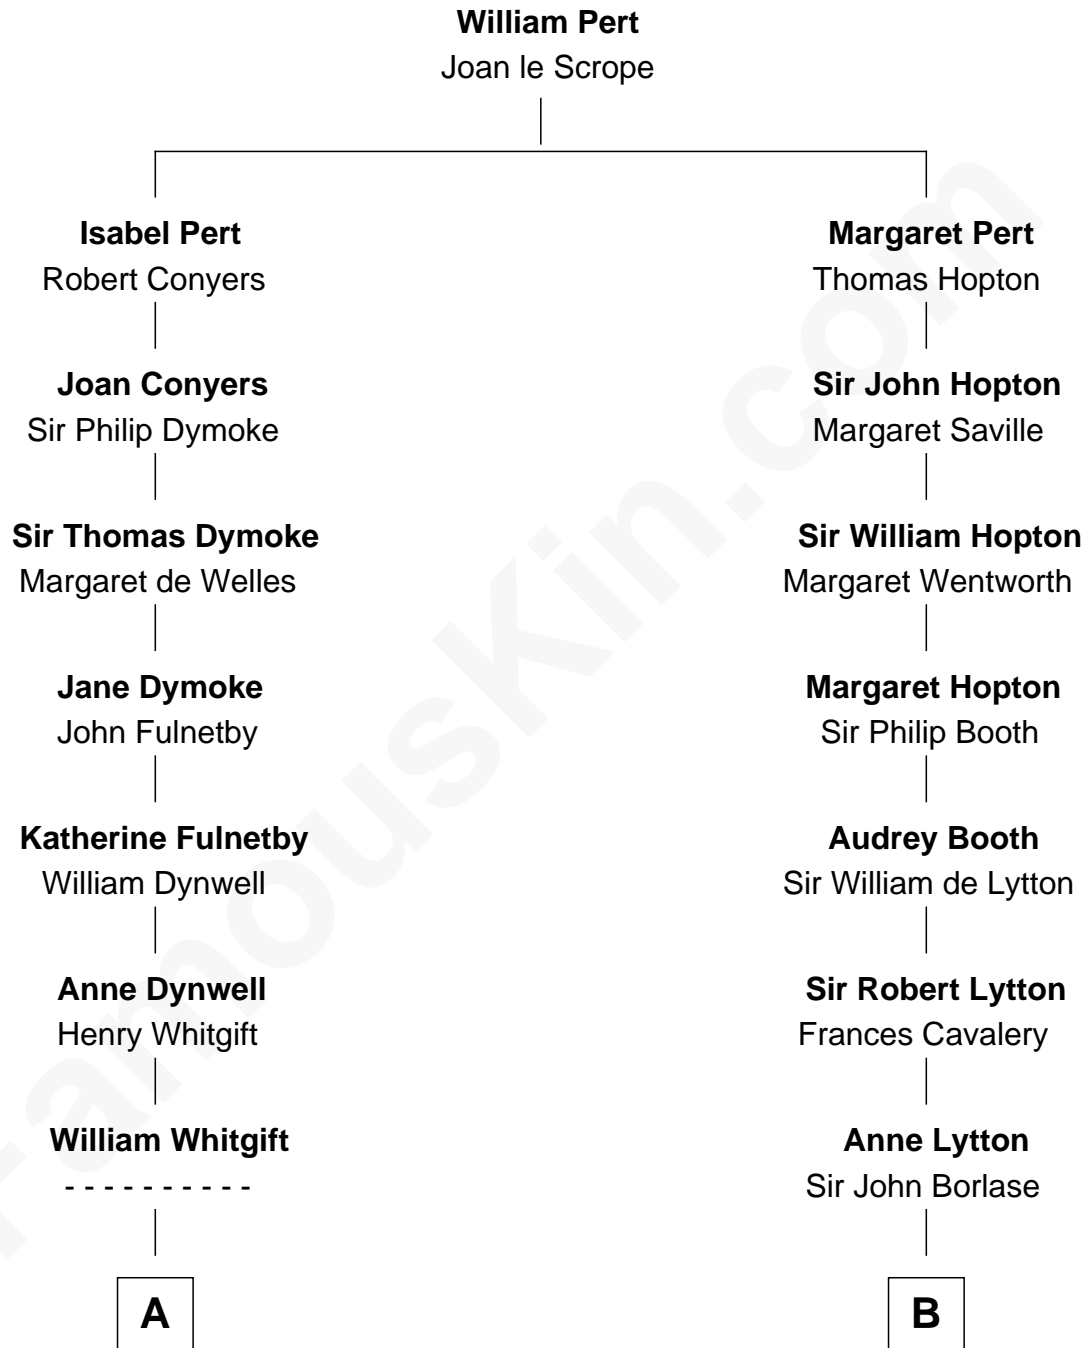 William Pert
Joan le Scrope
Isabel Pert
Robert Conyers
Margaret Pert
Thomas Hopton
Joan Conyers
Sir Philip Dymoke
Sir John Hopton
Margaret Saville
Sir Thomas Dymoke
Margaret de Welles
Sir William Hopton
Margaret Wentworth
Jane Dymoke
John Fulnetby
Margaret Hopton
Sir Philip Booth
Katherine Fulnetby
William Dynwell
Audrey Booth
Sir William de Lytton
Anne Dynwell
Henry Whitgift
Sir Robert Lytton
Frances Cavalery
William Whitgift
- - - - - - - - - -
Anne Lytton
Sir John Borlase
A
B
FamousKin.com